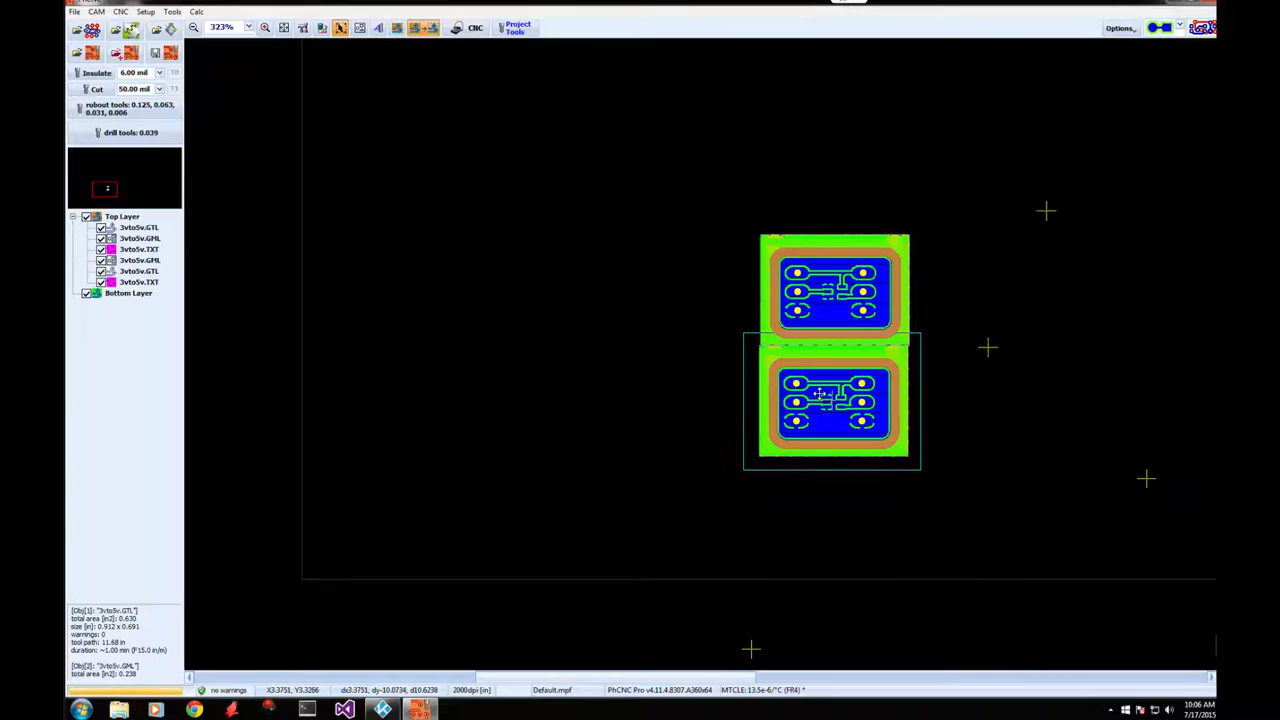 PhCNC
File CAM CNC Setup Tools Calc
323% CNC Project Tools Options..
Insulate 6.00 mil T0
Cut 50.00 mil T1
rubout tools: 0.125, 0.063,
0.031, 0.006
drill tools: 0.039
Top Layer
3vto5v.GTL
3vto5v.GML
3vto5v.TXT
3vto5v.GML
3vto5v.GTL
3vto5v.TXT
Bottom Layer
[Obj[1]: "3vto5v.GTL"]
total area [in2]: 0.630
size [in]: 0.912 x 0.691
warnings: 0
tool path: 11.68 in
duration: ~1.00 min (F15.0 in/m)
[Obj[2]: "3vto5v.GML"]
total area [in2]: 0.238
no warnings X3.3751, Y3.3266 dx3.3751, dy-10.0734, d10.6238 2000dpi [in] Default.mpf PhCNC Pro v4.11.4.8307.A360x64 MTCLE: 13.5e-6/°C (FR4) *
10:06 AM
7/17/2015